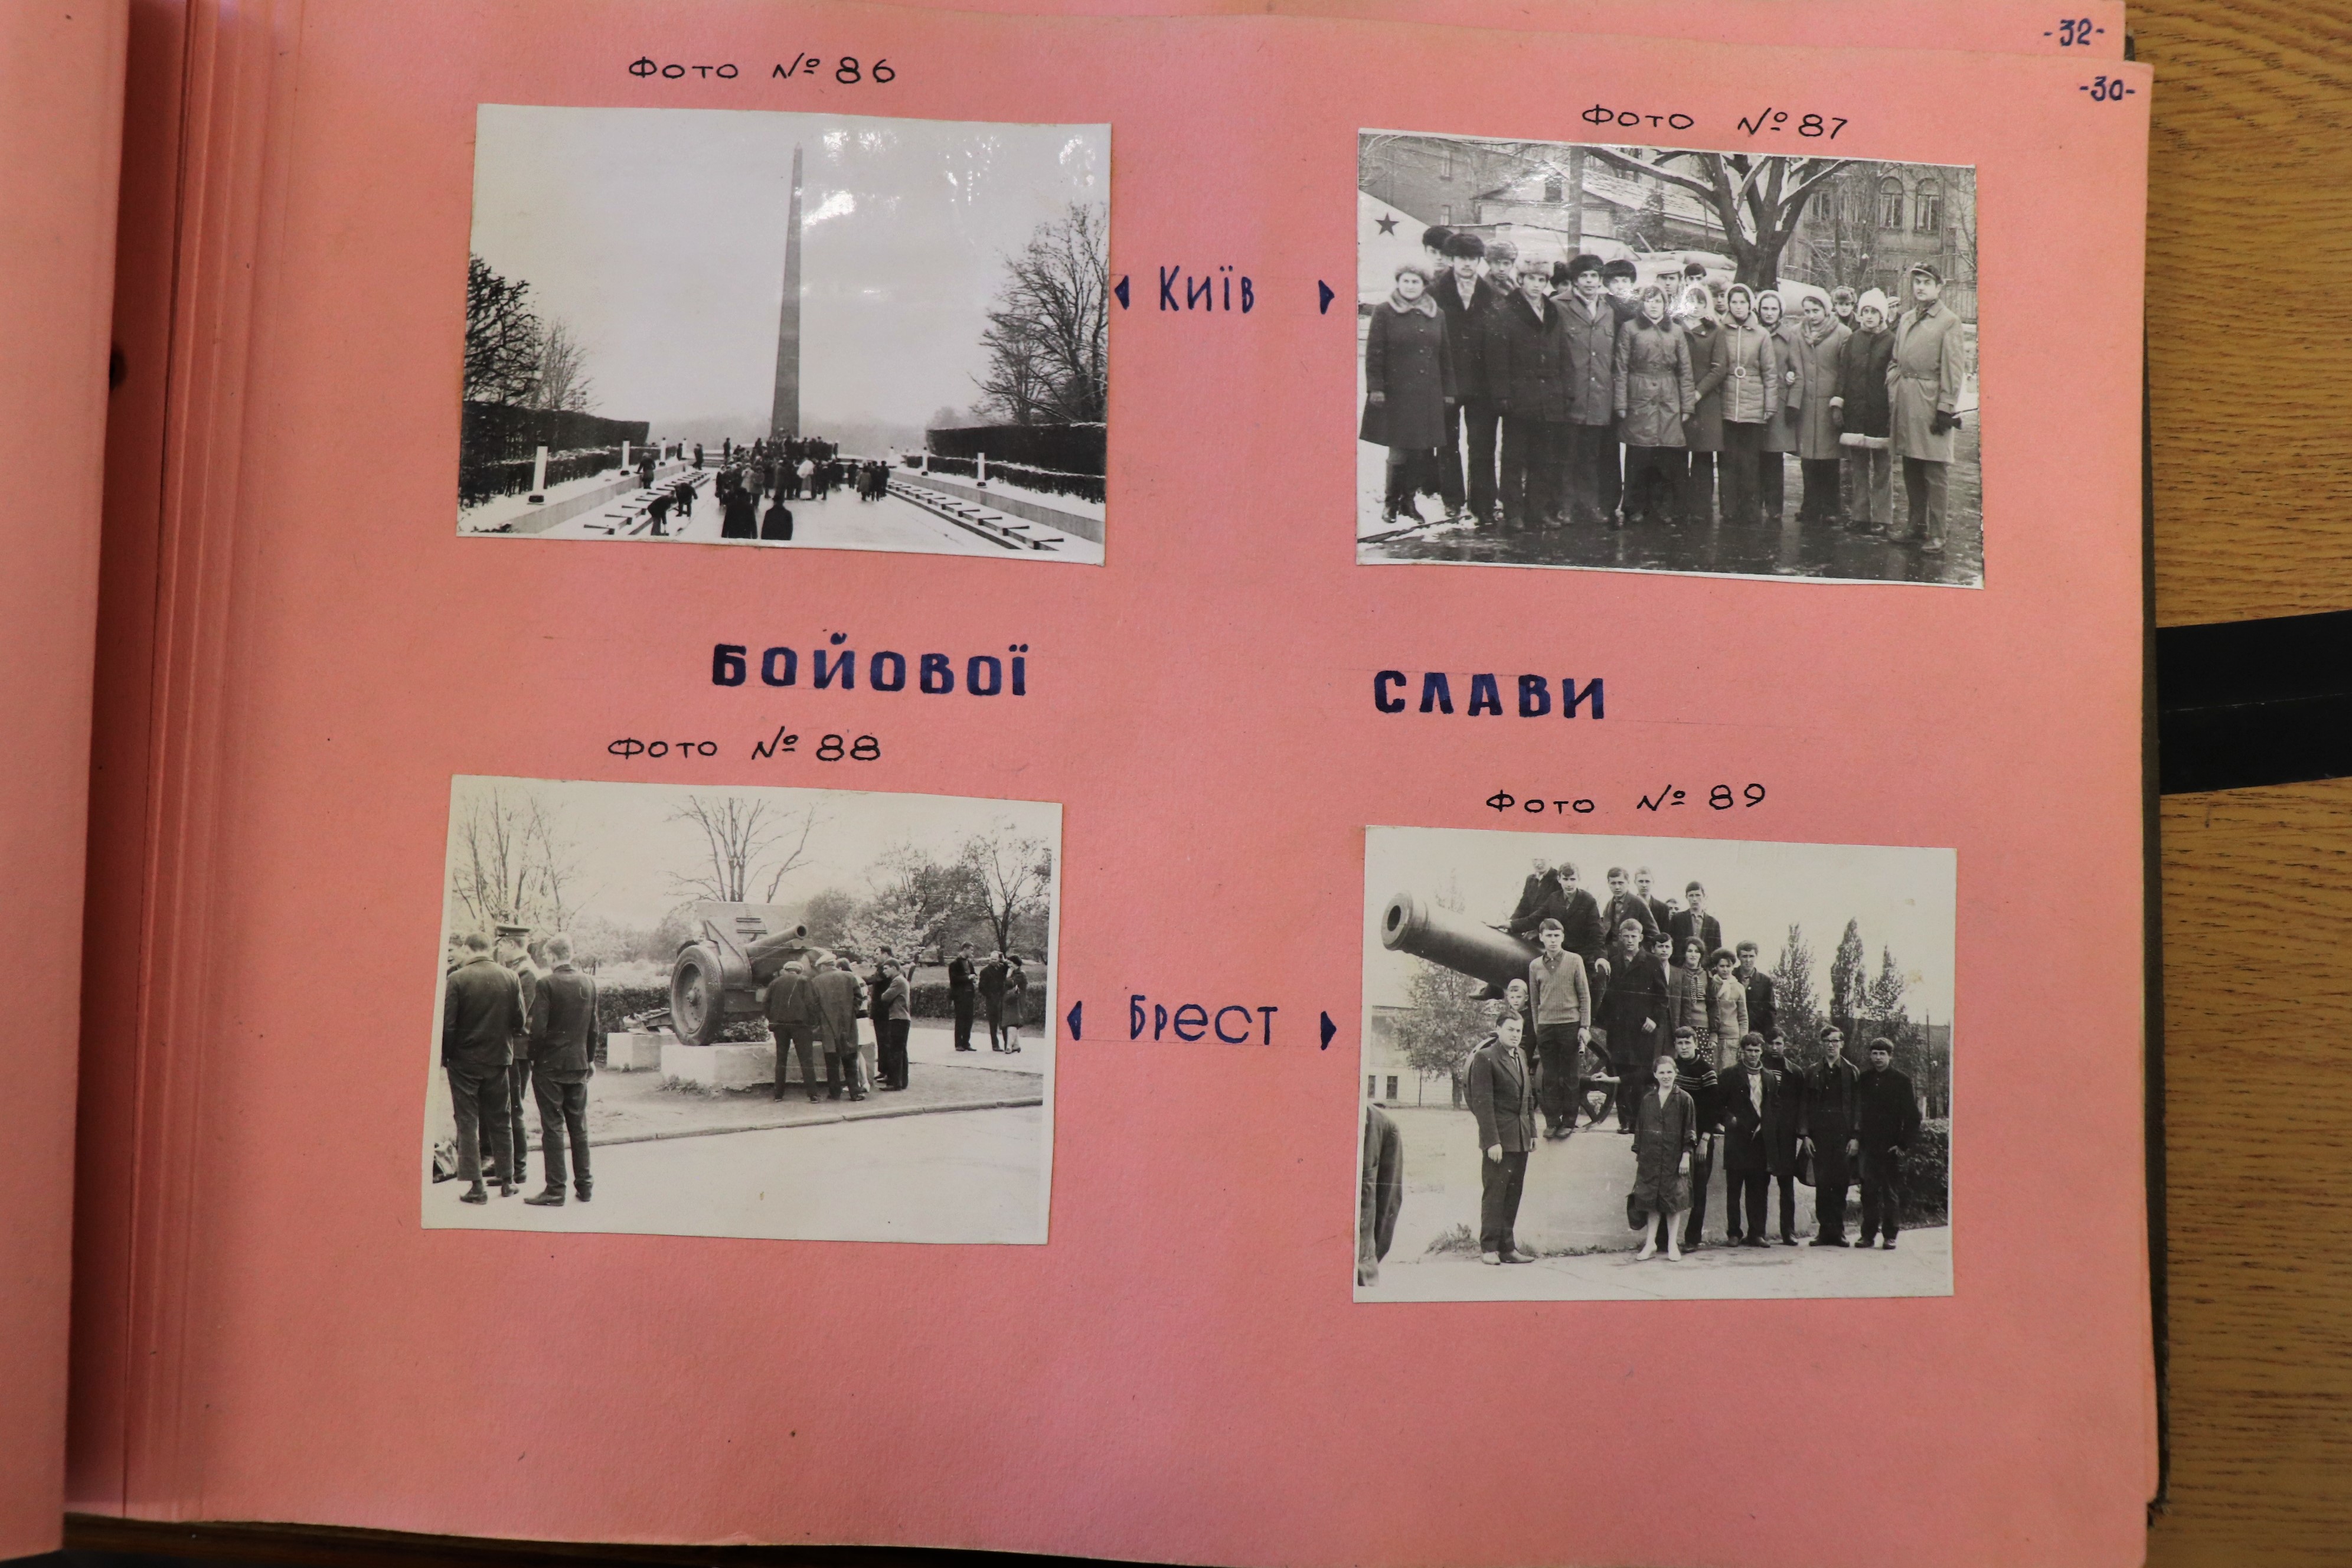 -32-
-30-
Фото № 86
Фото № 87
Київ
БОЙОВОЇ СЛАВИ
Фото № 88
Фото № 89
Брест